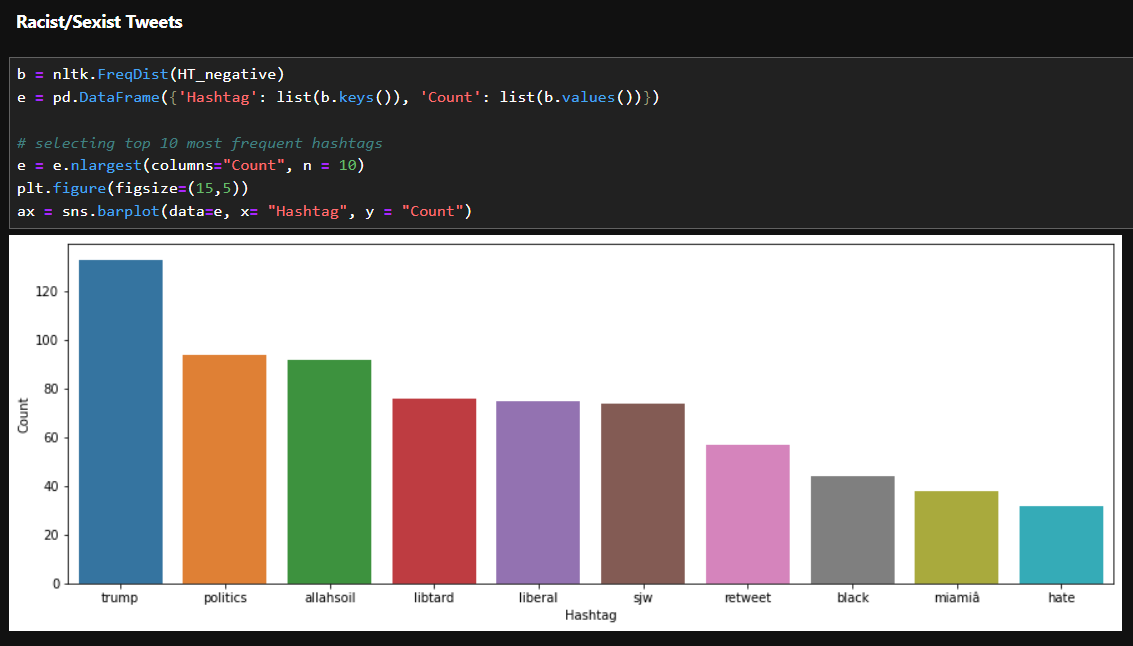 Racist/Sexist Tweets
b = nltk.FreqDist(HT_negative)
e = pd.DataFrame({'Hashtag': list(b.keys()), 'Count': list(b.values())})
# selecting top 10 most frequent hashtags
e = e.nlargest(columns="Count", n = 10)
plt.figure(figsize=(15,5))
ax = sns.barplot(data=e, x= "Hashtag", y = "Count")
120
100
80
60
40
20
0
Count
trump politics allahsoil libtard liberal sjw retweet black miamiâ hate
Hashtag